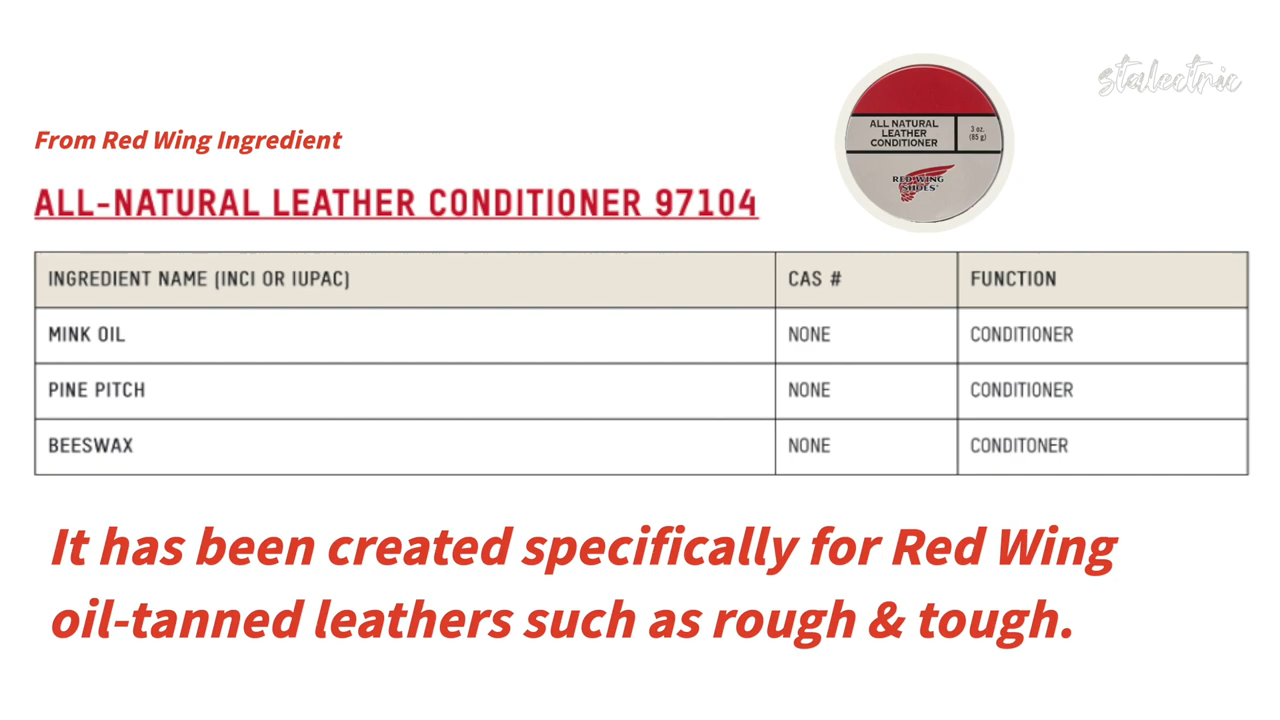 stalectric
From Red Wing Ingredient
ALL NATURAL
LEATHER
CONDITIONER
3 oz.
(85 g)
RED WING
SHOES®
ALL-NATURAL LEATHER CONDITIONER 97104
INGREDIENT NAME (INCI OR IUPAC) CAS # FUNCTION
MINK OIL NONE CONDITIONER
PINE PITCH NONE CONDITIONER
BEESWAX NONE CONDITONER
It has been created specifically for Red Wing
oil-tanned leathers such as rough & tough.